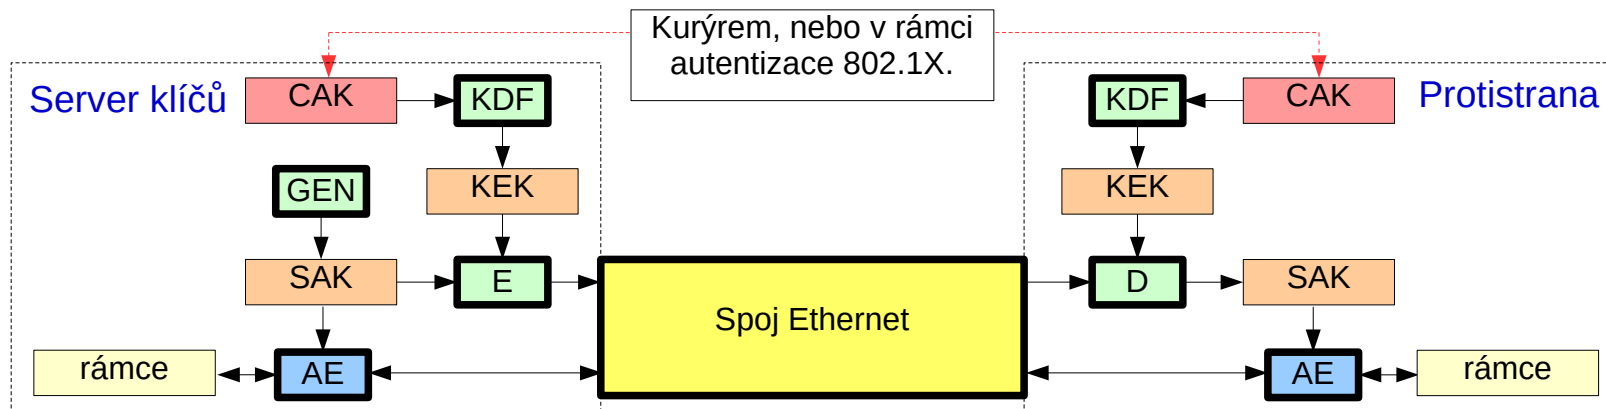 Kurýrem, nebo v rámci
autentizace 802.1X.
Server klíčů
CAK
KDF
KDF
CAK
Protistrana
GEN
KEK
KEK
SAK
E
Spoj Ethernet
D
SAK
rámce
AE
AE
rámce